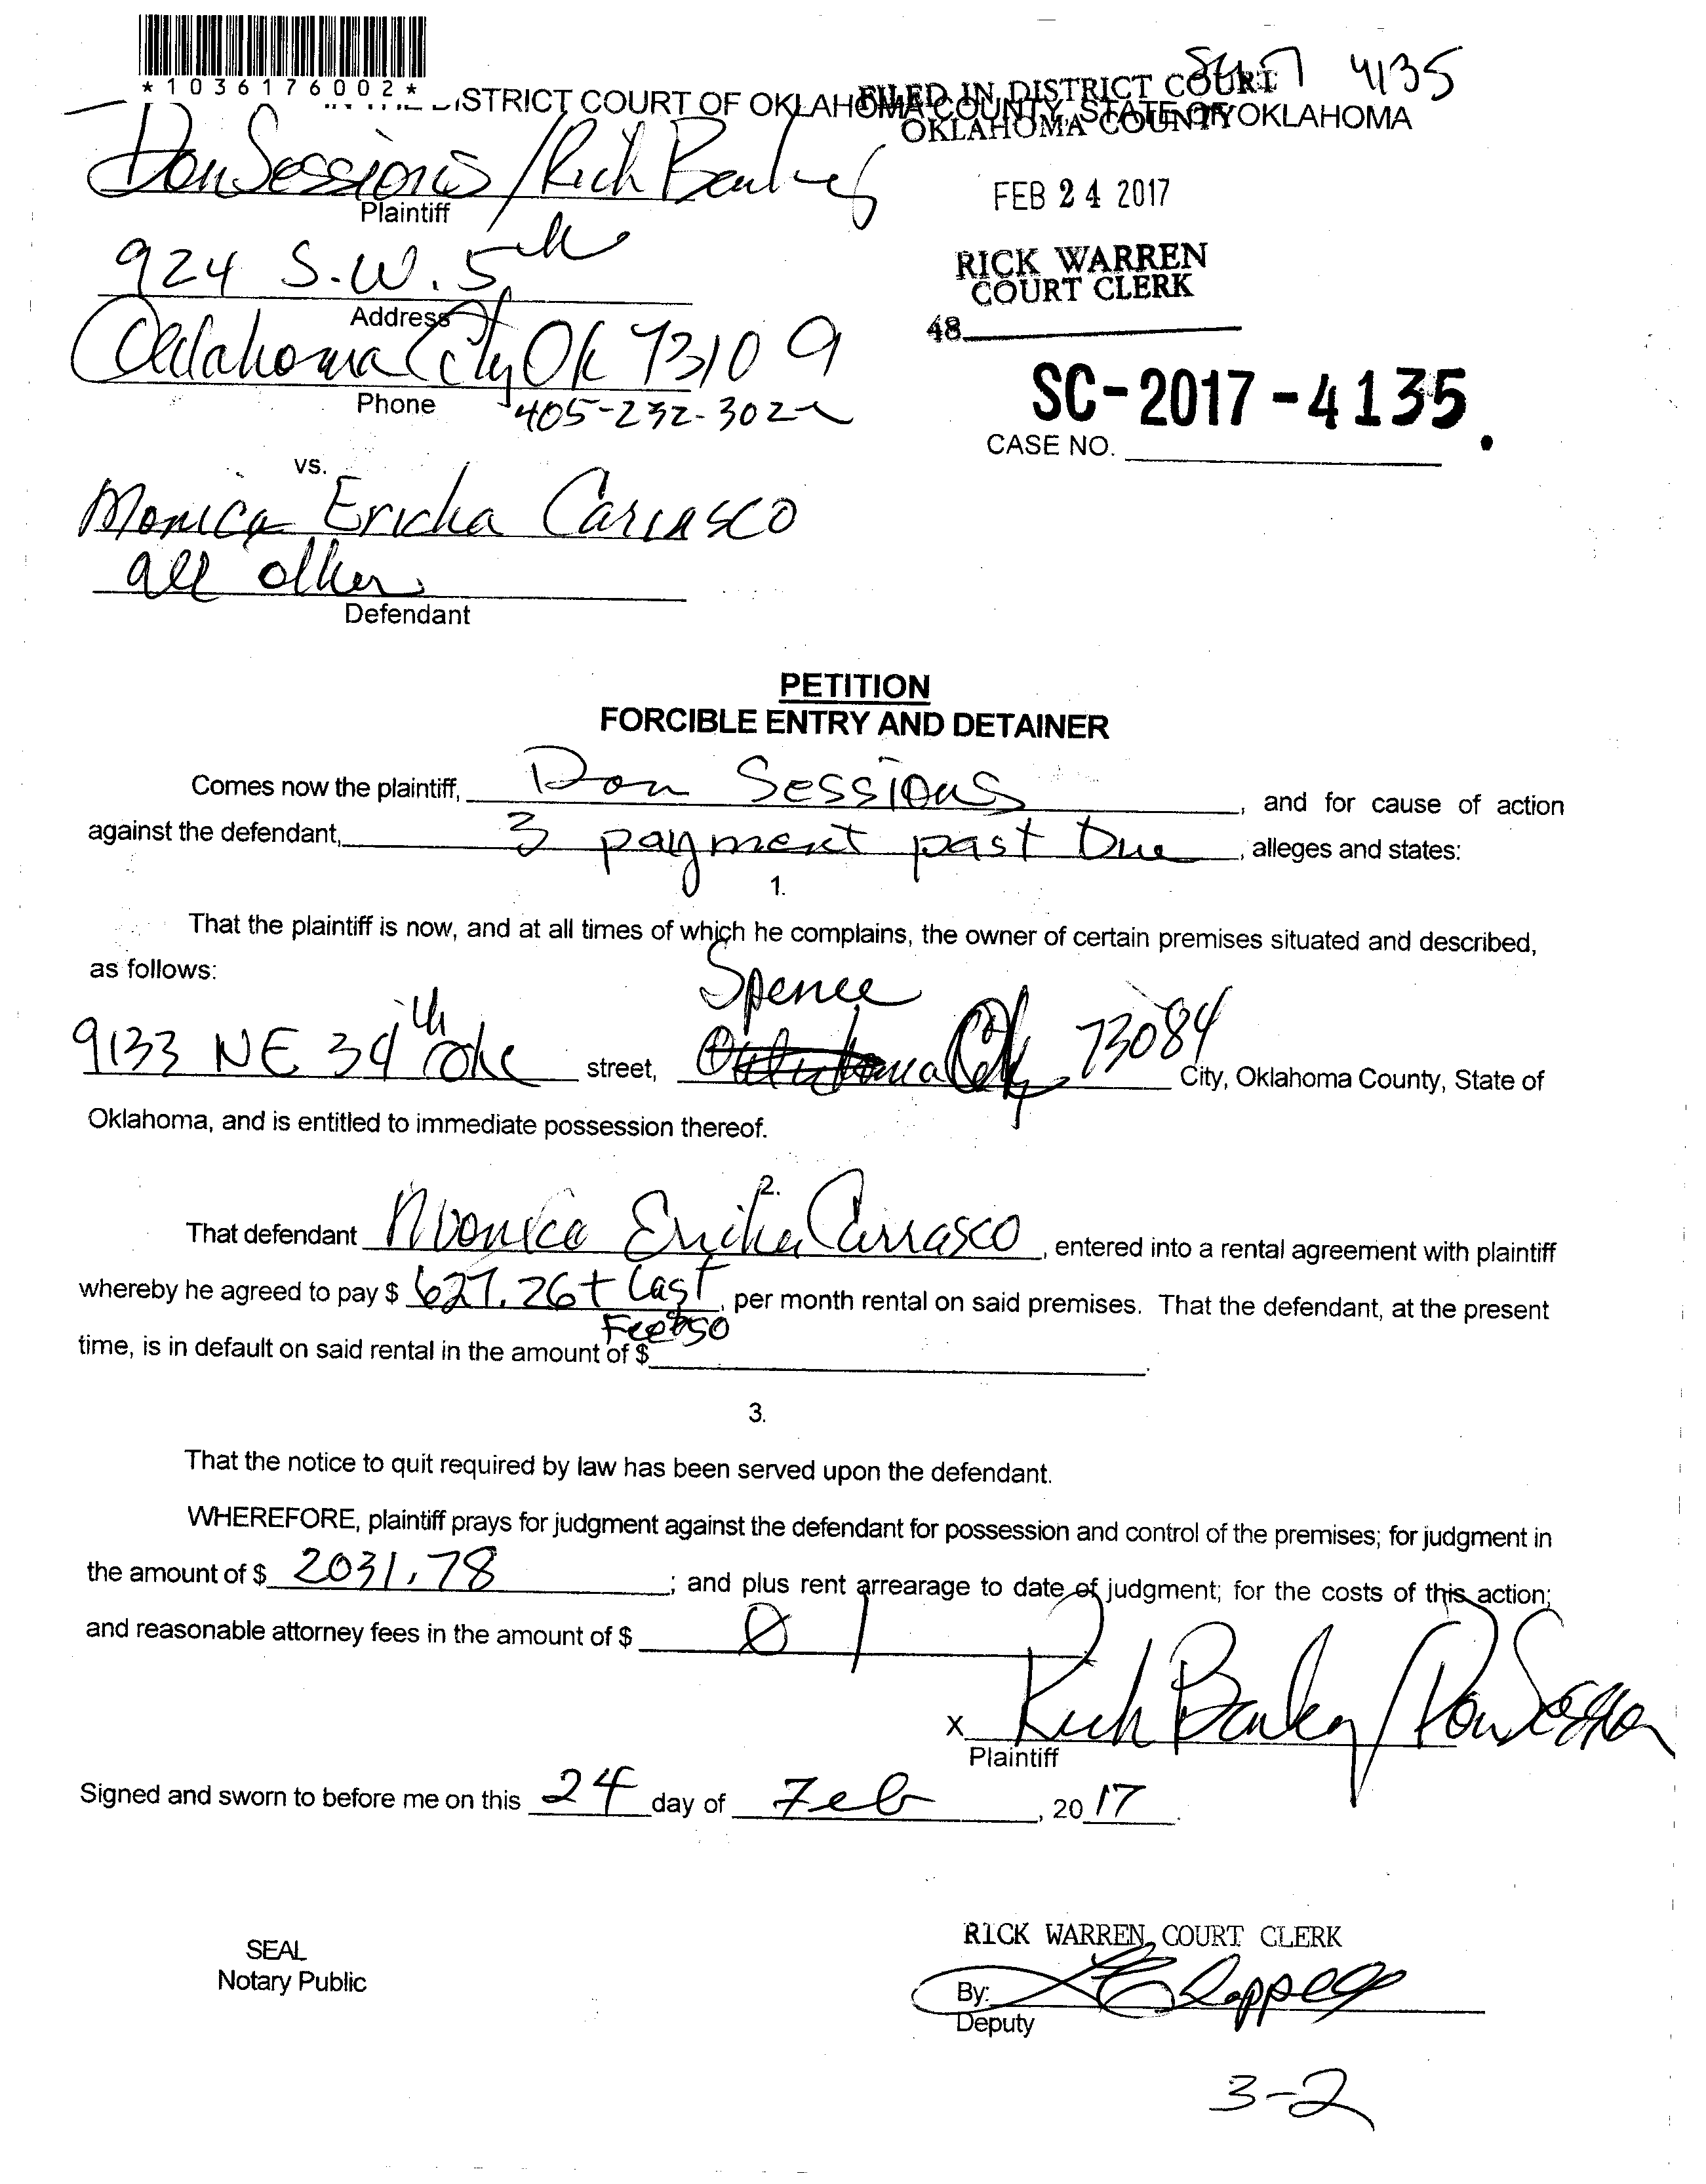 *1036176002*
SC17 4135
ISTRICT COURT OF OKLAHOMA COUNTY, STATE OF OKLAHOMA
FILED IN DISTRICT COURT
OKLAHOMA COUNTY
Don Sessions / Rich Bailey
Plaintiff
FEB 24 2017
924 S.W. 5th
Address
RICK WARREN
COURT CLERK
48
Oklahoma City Ok 73109
Phone 405-232-302
SC-2017-4135.
CASE NO.
vs.
Monica Ericka Carrasco
all other
Defendant
PETITION
FORCIBLE ENTRY AND DETAINER
Comes now the plaintiff, Don Sessions, and for cause of action
against the defendant, 3 payment past Due, alleges and states:
1.
That the plaintiff is now, and at all times of which he complains, the owner of certain premises situated and described,
as follows:
Spencer
9133 NE 34th street, Oklahoma City 73084 City, Oklahoma County, State of
Oklahoma, and is entitled to immediate possession thereof.
2.
That defendant Monica Ericka Carrasco, entered into a rental agreement with plaintiff
whereby he agreed to pay $ 627.26 + Last, per month rental on said premises. That the defendant, at the present
Fee $50
time, is in default on said rental in the amount of $.
3.
That the notice to quit required by law has been served upon the defendant.
WHEREFORE, plaintiff prays for judgment against the defendant for possession and control of the premises; for judgment in
the amount of $ 2031.78; and plus rent arrearage to date of judgment; for the costs of this action;
and reasonable attorney fees in the amount of $ 0
X Rich Bailey / Don Sessions
Plaintiff
Signed and sworn to before me on this 24 day of Feb, 2017.
SEAL
Notary Public
RICK WARREN, COURT CLERK
By:
Deputy
3-2